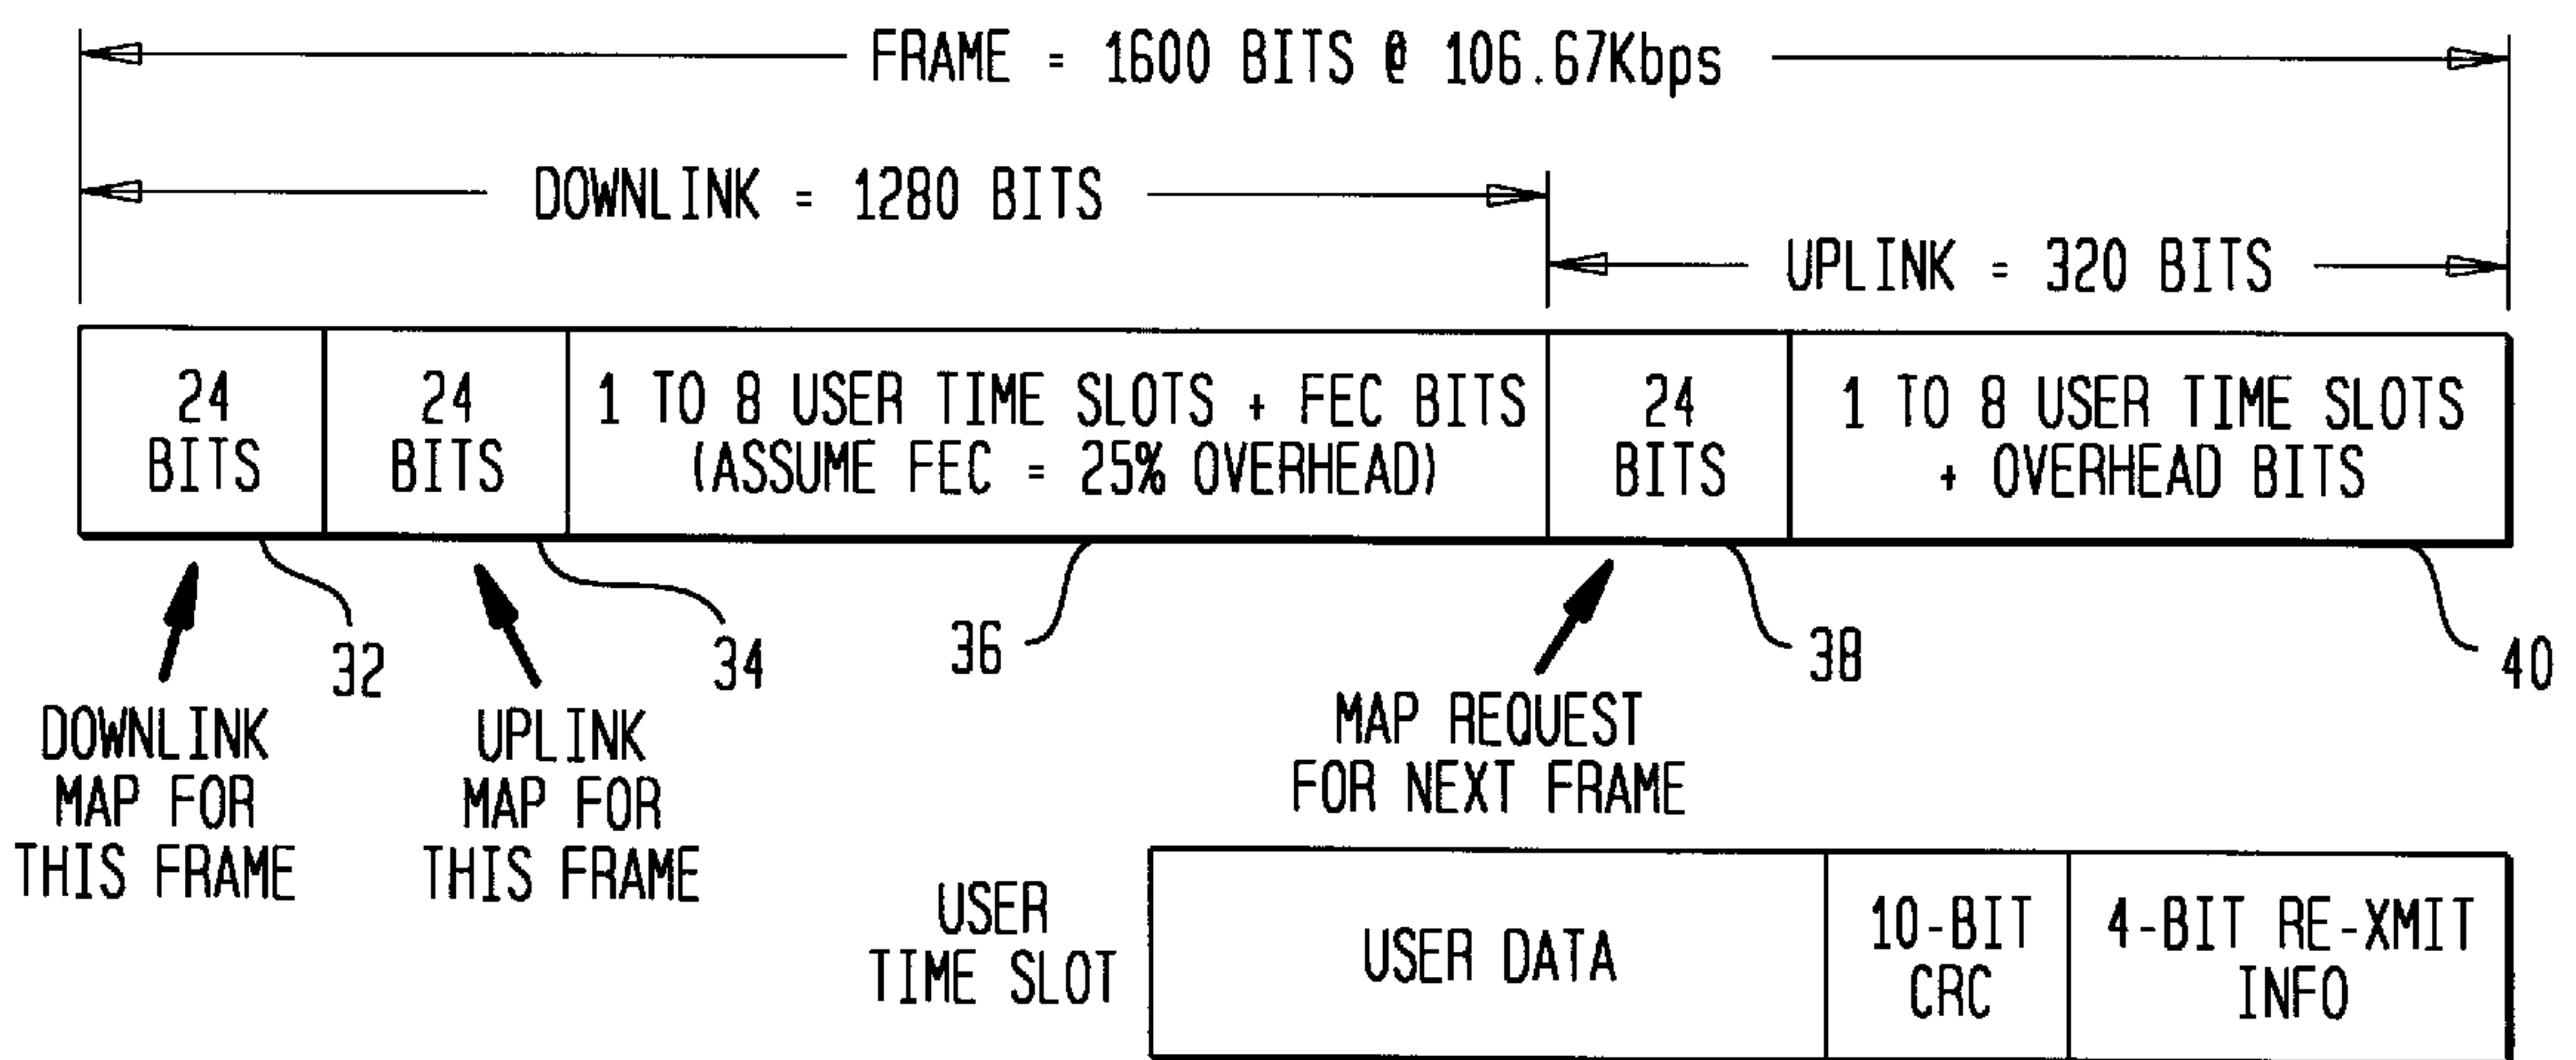 FRAME = 1600 BITS @ 106.67Kbps
DOWNLINK = 1280 BITS
UPLINK = 320 BITS
24
BITS
24
BITS
1 TO 8 USER TIME SLOTS + FEC BITS
(ASSUME FEC = 25% OVERHEAD)
24
BITS
1 TO 8 USER TIME SLOTS
+ OVERHEAD BITS
32
34
36
38
40
DOWNLINK
MAP FOR
THIS FRAME
UPLINK
MAP FOR
THIS FRAME
MAP REQUEST
FOR NEXT FRAME
USER
TIME SLOT
USER DATA
10-BIT
CRC
4-BIT RE-XMIT
INFO